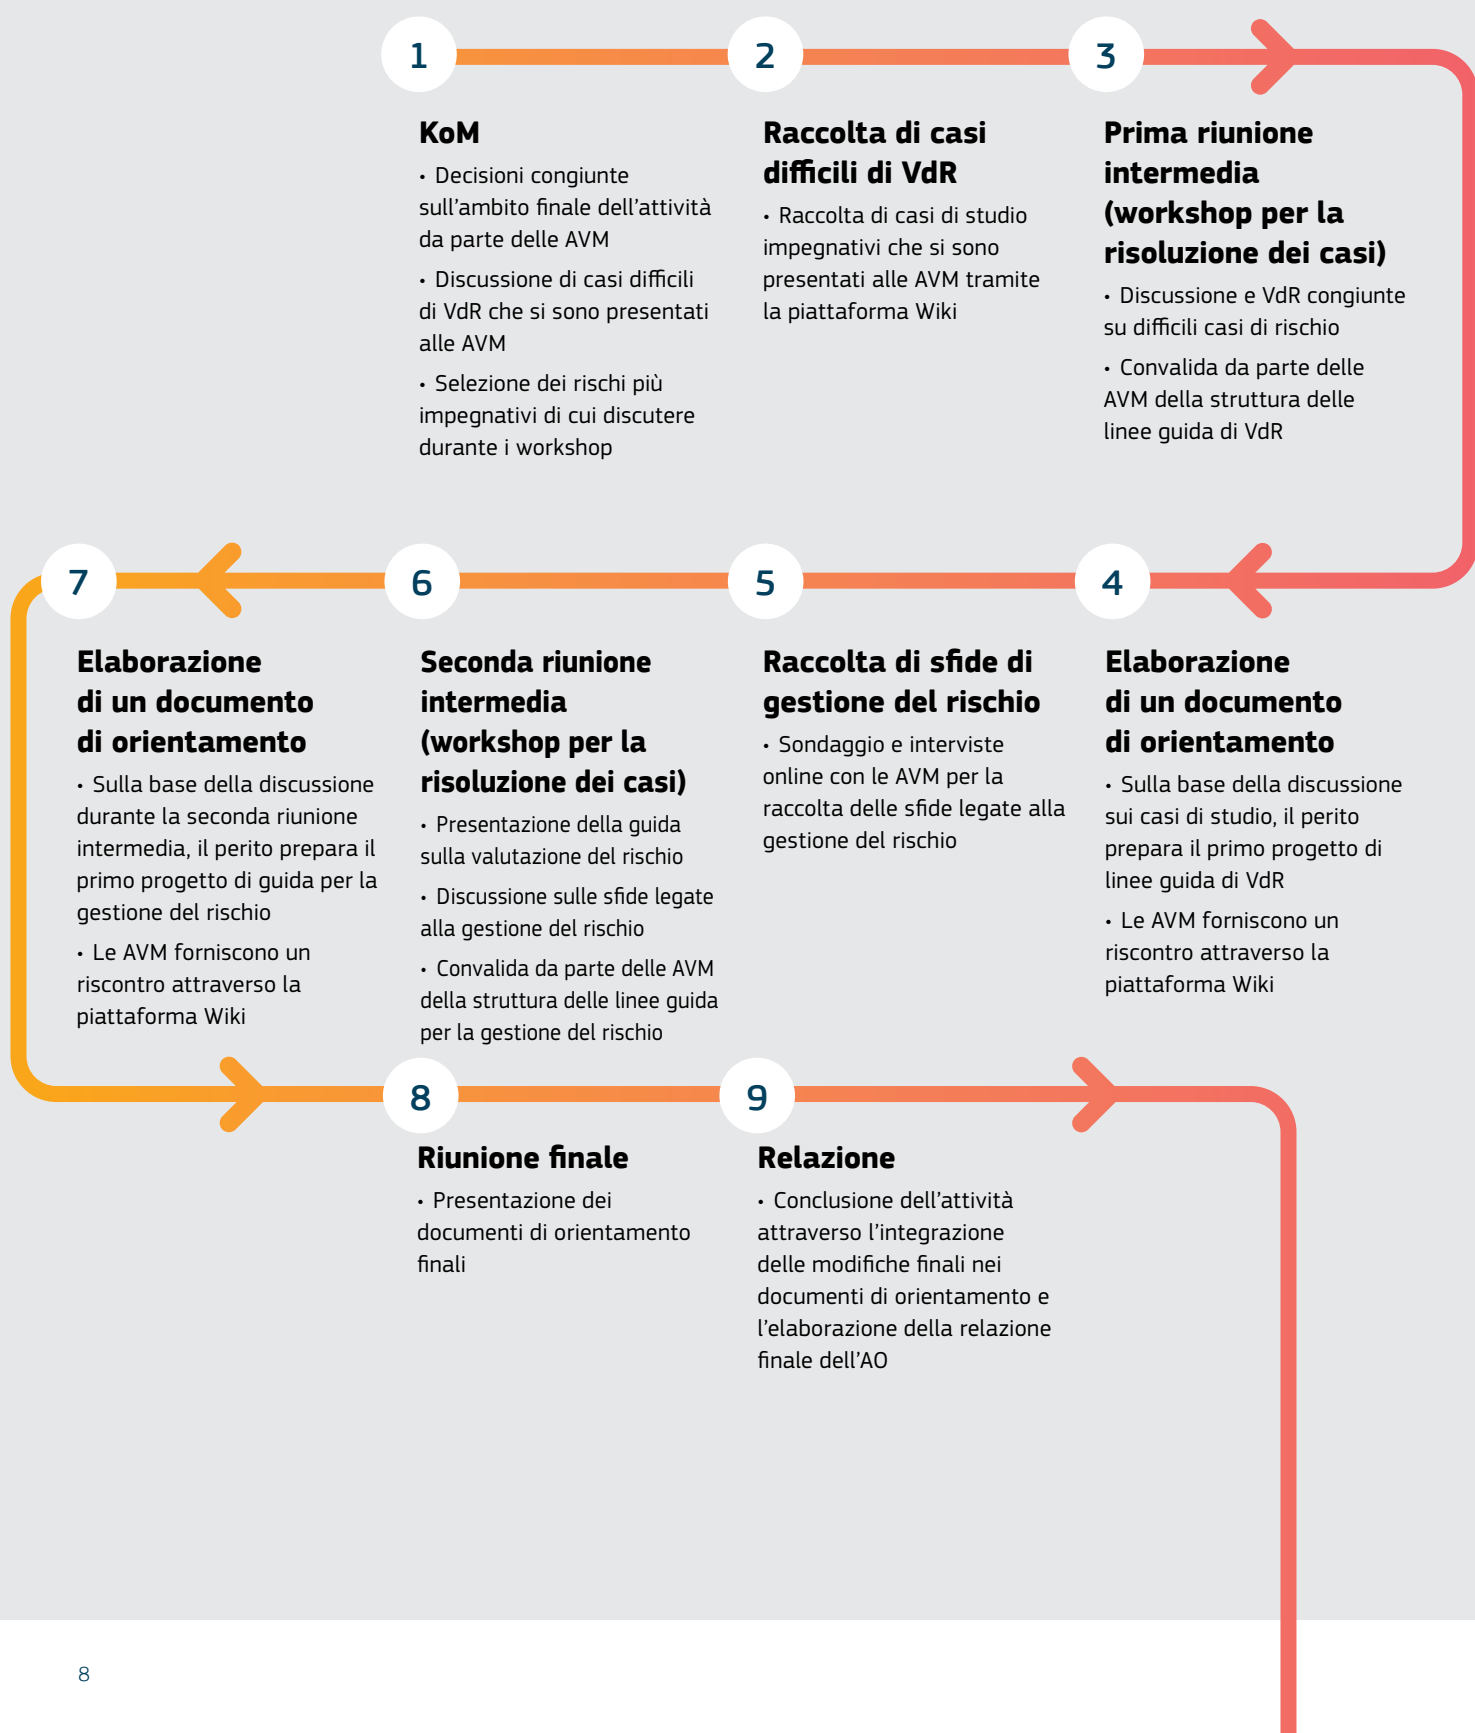 1
KoM
• Decisioni congiunte
sull’ambito finale dell’attività
da parte delle AVM
• Discussione di casi difficili
di VdR che si sono presentati
alle AVM
• Selezione dei rischi più
impegnativi di cui discutere
durante i workshop
2
Raccolta di casi
difficili di VdR
• Raccolta di casi di studio
impegnativi che si sono
presentati alle AVM tramite
la piattaforma Wiki
3
Prima riunione
intermedia
(workshop per la
risoluzione dei casi)
• Discussione e VdR congiunte
su difficili casi di rischio
• Convalida da parte delle
AVM della struttura delle
linee guida di VdR
4
Elaborazione
di un documento
di orientamento
• Sulla base della discussione
sui casi di studio, il perito
prepara il primo progetto di
linee guida di VdR
• Le AVM forniscono un
riscontro attraverso la
piattaforma Wiki
5
Raccolta di sfide di
gestione del rischio
• Sondaggio e interviste
online con le AVM per la
raccolta delle sfide legate alla
gestione del rischio
6
Seconda riunione
intermedia
(workshop per la
risoluzione dei casi)
• Presentazione della guida
sulla valutazione del rischio
• Discussione sulle sfide legate
alla gestione del rischio
• Convalida da parte delle AVM
della struttura delle linee guida
per la gestione del rischio
7
Elaborazione
di un documento
di orientamento
• Sulla base della discussione
durante la seconda riunione
intermedia, il perito prepara il
primo progetto di guida per la
gestione del rischio
• Le AVM forniscono un
riscontro attraverso la
piattaforma Wiki
8
Riunione finale
• Presentazione dei
documenti di orientamento
finali
9
Relazione
• Conclusione dell’attività
attraverso l’integrazione
delle modifiche finali nei
documenti di orientamento e
l’elaborazione della relazione
finale dell’AO
8